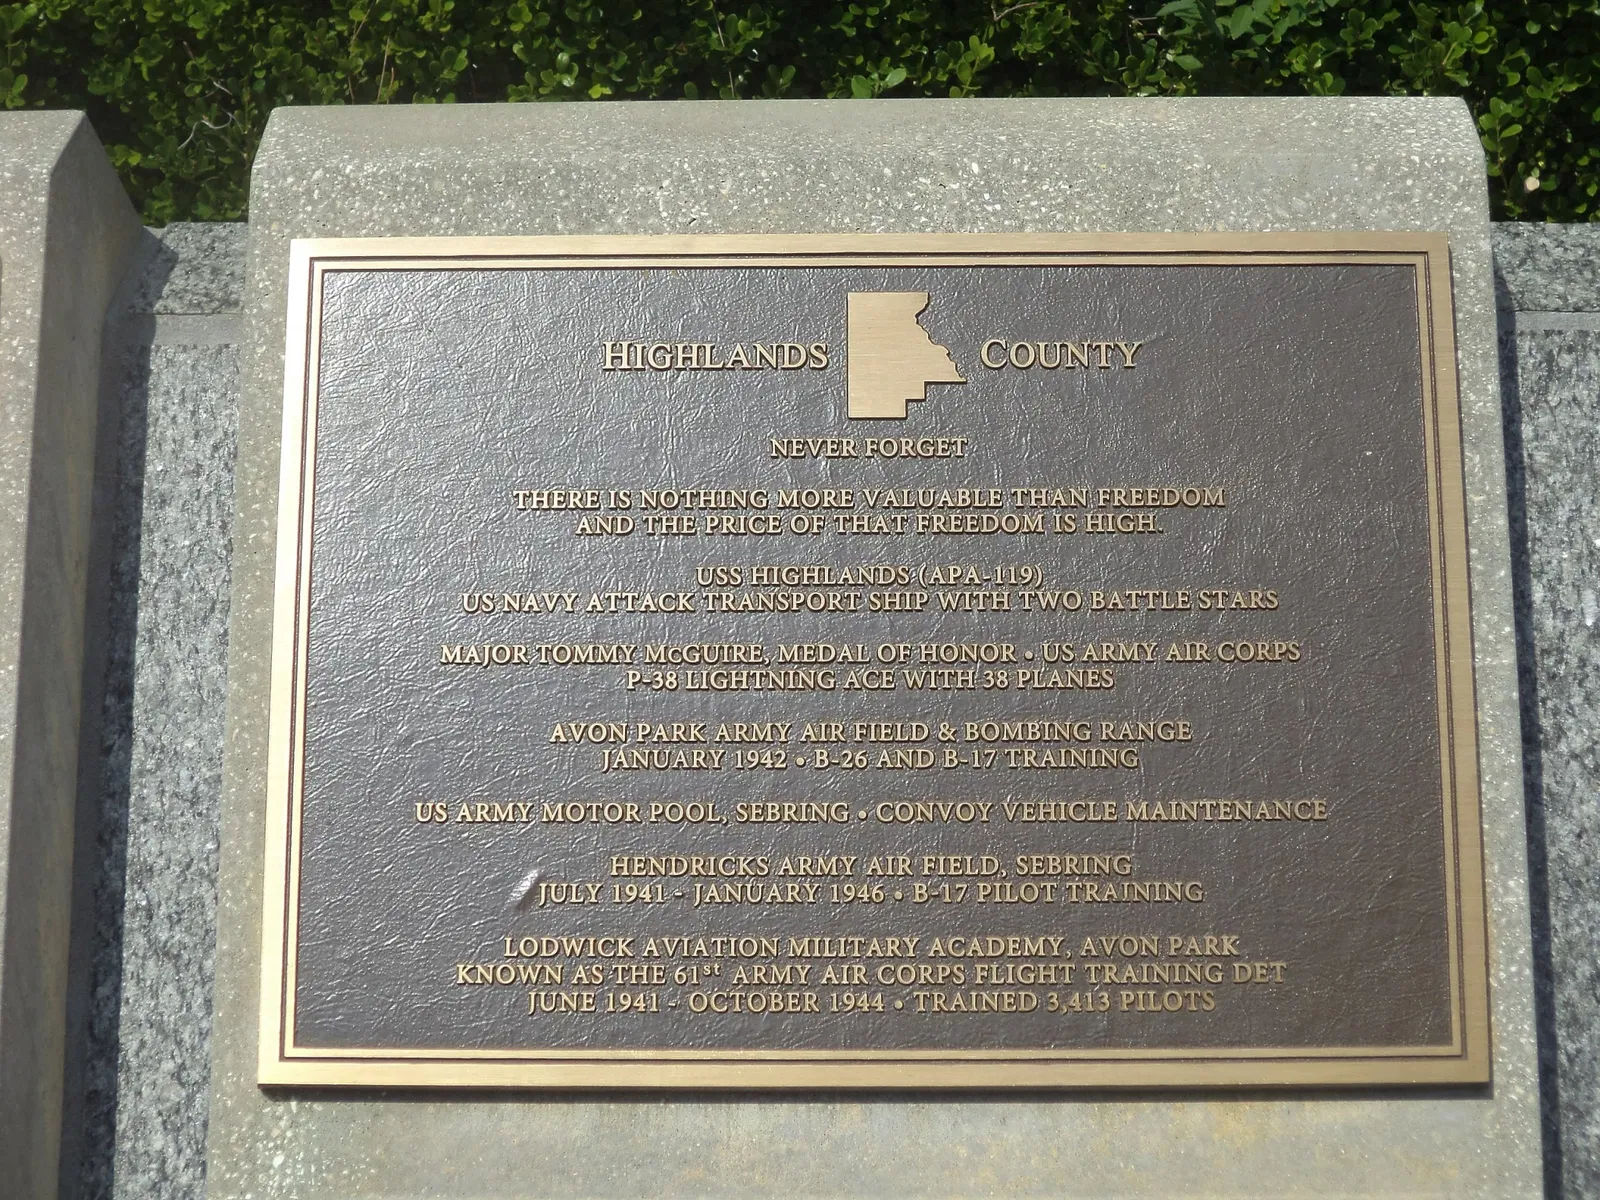 HIGHLANDS COUNTY
NEVER FORGET
THERE IS NOTHING MORE VALUABLE THAN FREEDOM
AND THE PRICE OF THAT FREEDOM IS HIGH.
USS HIGHLANDS (APA-119)
US NAVY ATTACK TRANSPORT SHIP WITH TWO BATTLE STARS
MAJOR TOMMY McGUIRE, MEDAL OF HONOR • US ARMY AIR CORPS
P-38 LIGHTNING ACE WITH 38 PLANES
AVON PARK ARMY AIR FIELD & BOMBING RANGE
JANUARY 1942 • B-26 AND B-17 TRAINING
US ARMY MOTOR POOL, SEBRING • CONVOY VEHICLE MAINTENANCE
HENDRICKS ARMY AIR FIELD, SEBRING
JULY 1941 - JANUARY 1946 • B-17 PILOT TRAINING
LODWICK AVIATION MILITARY ACADEMY, AVON PARK
KNOWN AS THE 61st ARMY AIR CORPS FLIGHT TRAINING DET
JUNE 1941 - OCTOBER 1944 • TRAINED 3,413 PILOTS